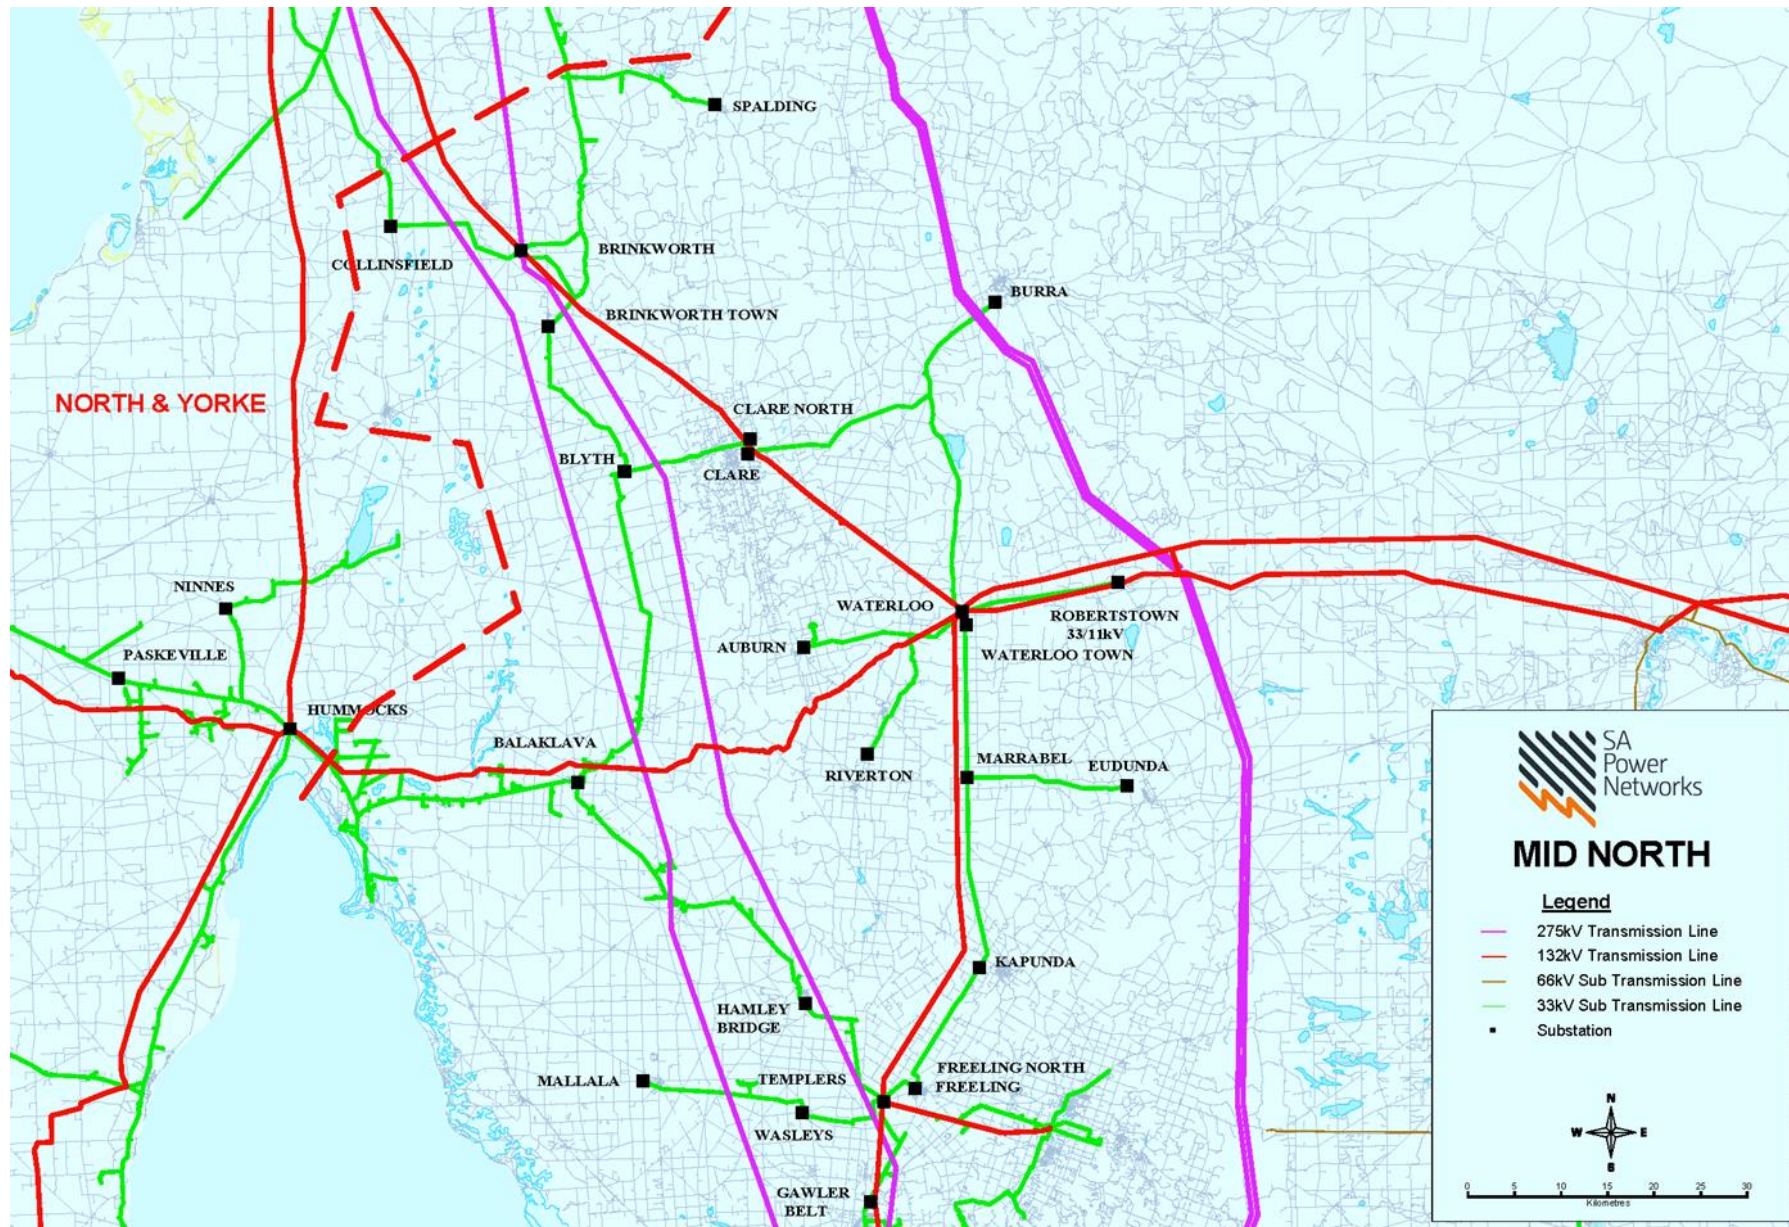 SPALDING
BRINKWORTH
COLLINSFIELD
BURRA
BRINKWORTH TOWN
NORTH & YORKE
CLARE NORTH
BLYTH
CLARE
NINNES
WATERLOO
ROBERTSTOWN
33/11kV
AUBURN
WATERLOO TOWN
PASKEVILLE
HUMMOCKS
BALAKLAVA
RIVERTON
MARRABEL
EUDUNDA
KAPUNDA
HAMLEY
BRIDGE
MALLALA
TEMPLERS
FREELING NORTH
FREELING
WASLEYS
GAWLER
BELT
SA
Power
Networks
MID NORTH
Legend
275kV Transmission Line
132kV Transmission Line
66kV Sub Transmission Line
33kV Sub Transmission Line
Substation
N
W E
S
0 5 10 15 20 25 30
Kilometres